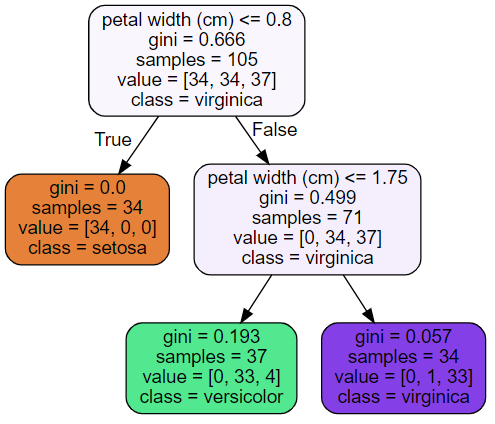 petal width (cm) <= 0.8
gini = 0.666
samples = 105
value = [34, 34, 37]
class = virginica
True
False
gini = 0.0
samples = 34
value = [34, 0, 0]
class = setosa
petal width (cm) <= 1.75
gini = 0.499
samples = 71
value = [0, 34, 37]
class = virginica
gini = 0.193
samples = 37
value = [0, 33, 4]
class = versicolor
gini = 0.057
samples = 34
value = [0, 1, 33]
class = virginica